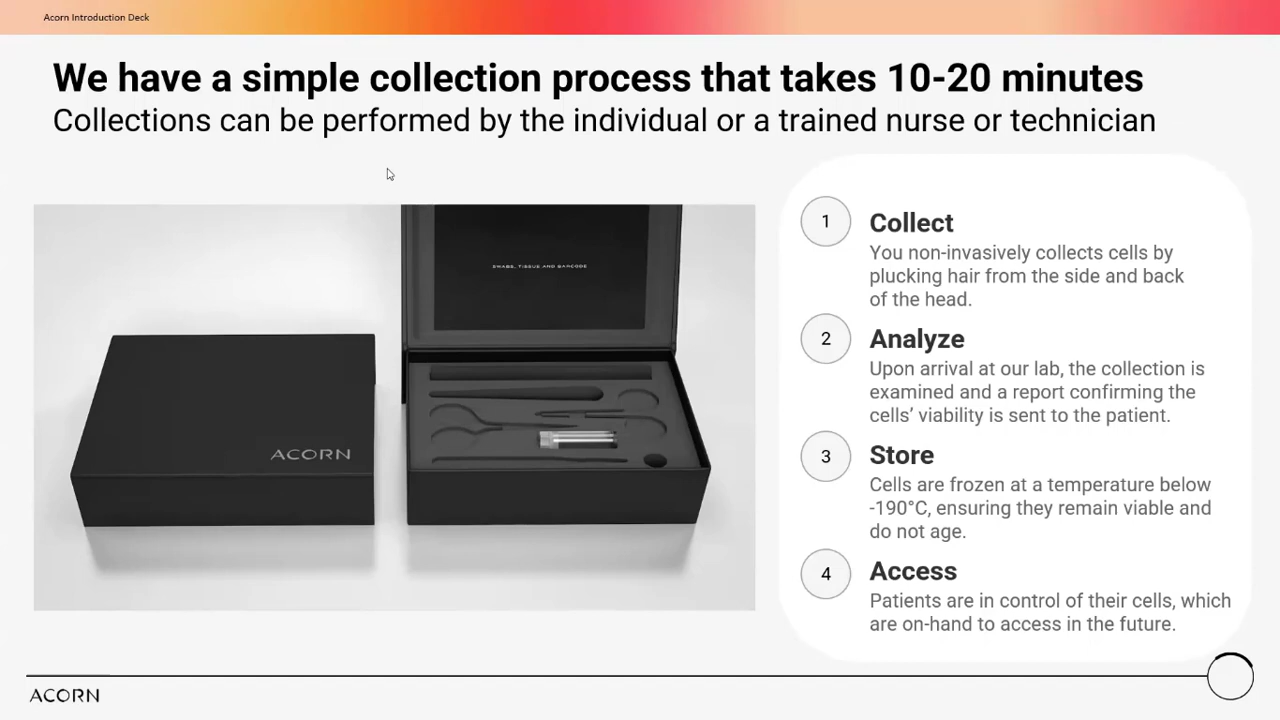 Acorn Introduction Deck
We have a simple collection process that takes 10-20 minutes
Collections can be performed by the individual or a trained nurse or technician
SWABS, TISSUE AND BARCODE
ACORN
1
Collect
You non-invasively collects cells by
plucking hair from the side and back
of the head.
2
Analyze
Upon arrival at our lab, the collection is
examined and a report confirming the
cells’ viability is sent to the patient.
3
Store
Cells are frozen at a temperature below
-190°C, ensuring they remain viable and
do not age.
4
Access
Patients are in control of their cells, which
are on-hand to access in the future.
ACORN